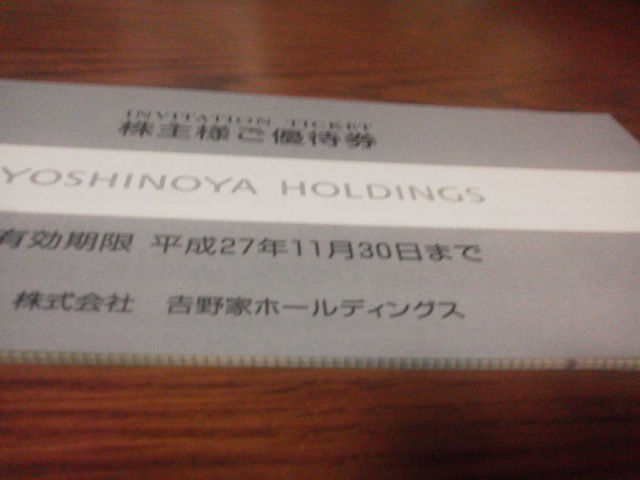 INVITATION TICKET
株主様ご優待券
YOSHINOYA HOLDINGS
有効期限 平成27年11月30日まで
株式会社 吉野家ホールディングス